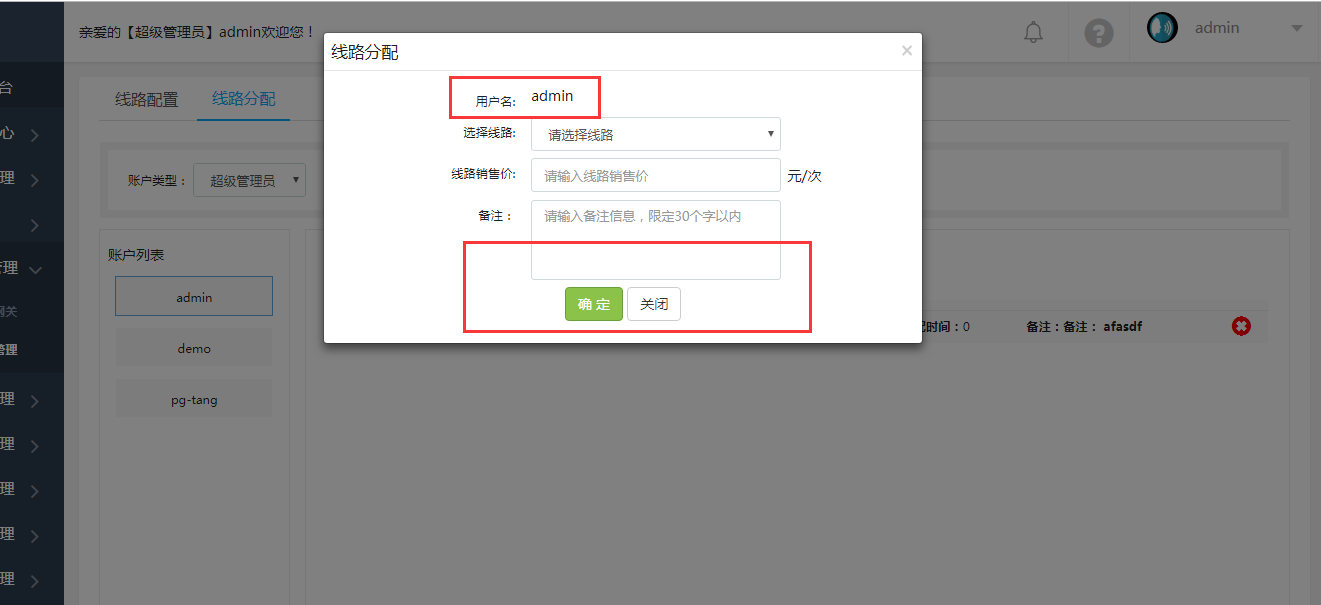 亲爱的【超级管理员】admin欢迎您！
admin
台
心
理
理
管理
理
理
理
理
理
线路配置
线路分配
账户类型：
超级管理员
账户列表
admin
demo
pg-tang
线路分配
×
用户名:
admin
选择线路:
请选择线路
线路销售价:
请输入线路销售价
元/次
备注：
请输入备注信息，限定30个字以内
确 定
关闭
时间：0
备注：备注： afasdf